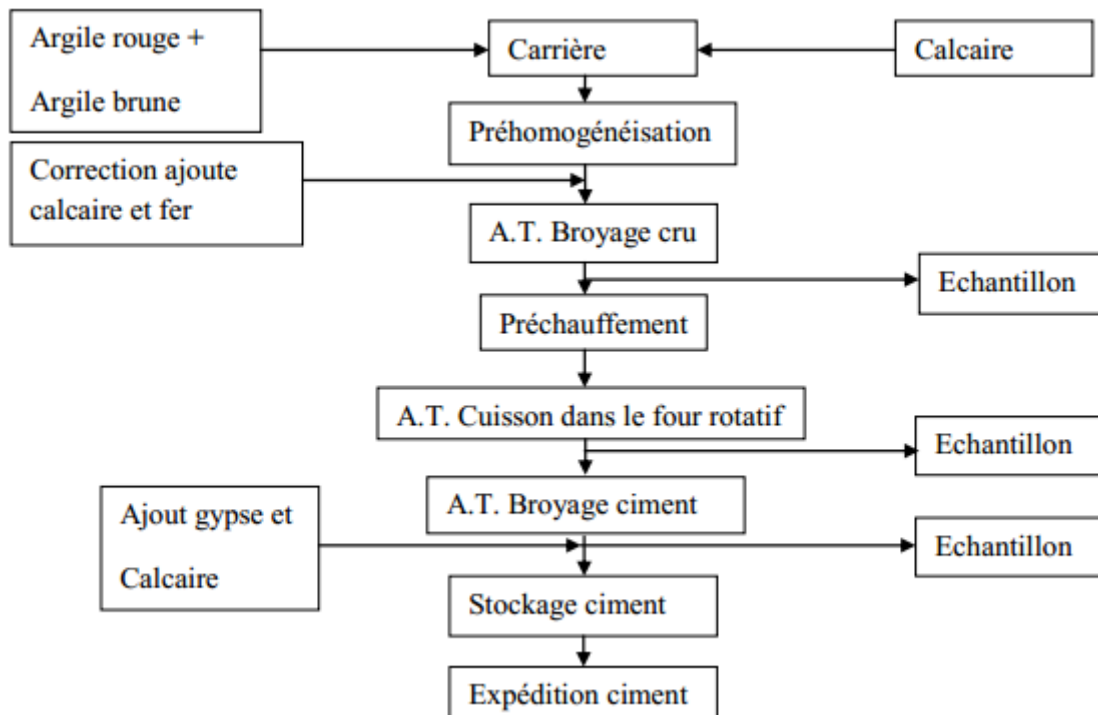 Argile rouge +
Argile brune
Carrière
Calcaire
Préhomogénéisation
Correction ajoute
calcaire et fer
A.T. Broyage cru
Echantillon
Préchauffement
A.T. Cuisson dans le four rotatif
Echantillon
A.T. Broyage ciment
Ajout gypse et
Calcaire
Echantillon
Stockage ciment
Expédition ciment